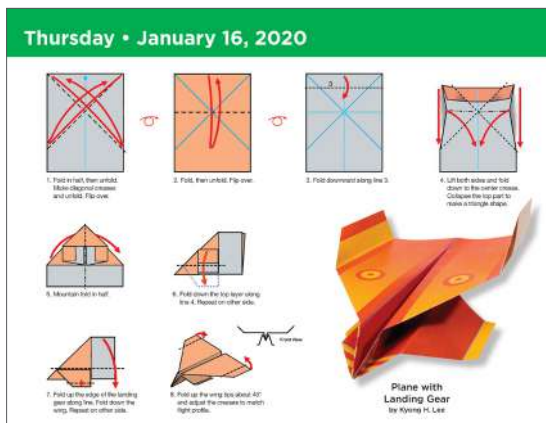 Thursday • January 16, 2020
3
1. Fold in half, then unfold.
Make diagonal creases
and unfold. Flip over.
2. Fold, then unfold. Flip over.
3. Fold downward along line 3.
4. Lift both sides and fold
down to the center crease.
Collapse the top part to
make a triangle shape.
5. Mountain fold in half.
6. Fold down the top layer along
line 4. Repeat on other side.
7. Fold up the edge of the landing
gear along line. Fold down the
wing. Repeat on other side.
Front View
8. Fold up the wing tips about 45°
and adjust the creases to match
flight profile.
Plane with
Landing Gear
by Kyong H. Lee